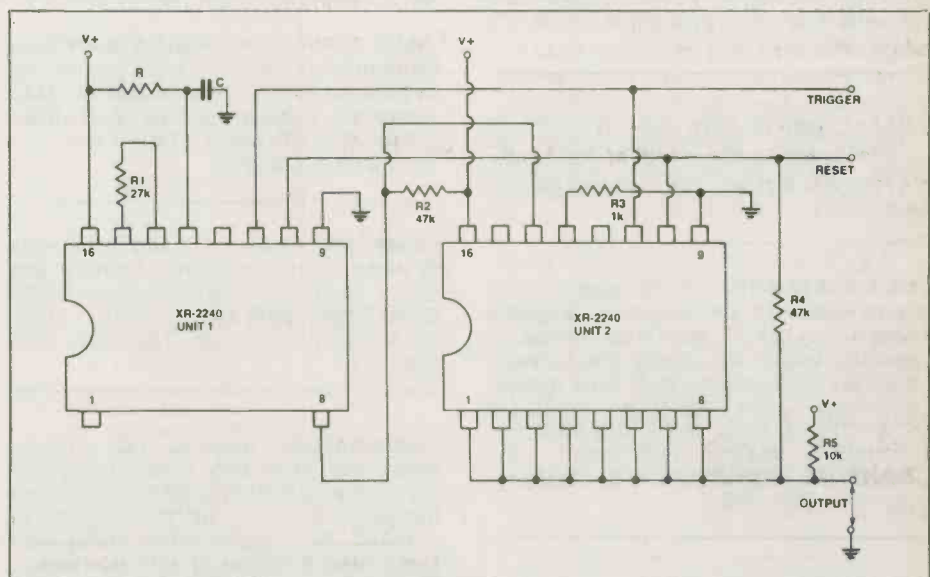 V+
V+
R
C
TRIGGER
RESET
R1
27k
R2
47k
R3
1k
16
9
16
9
R4
47k
XR-2240
UNIT 1
XR-2240
UNIT 2
V+
1
8
1
8
R5
10k
OUTPUT